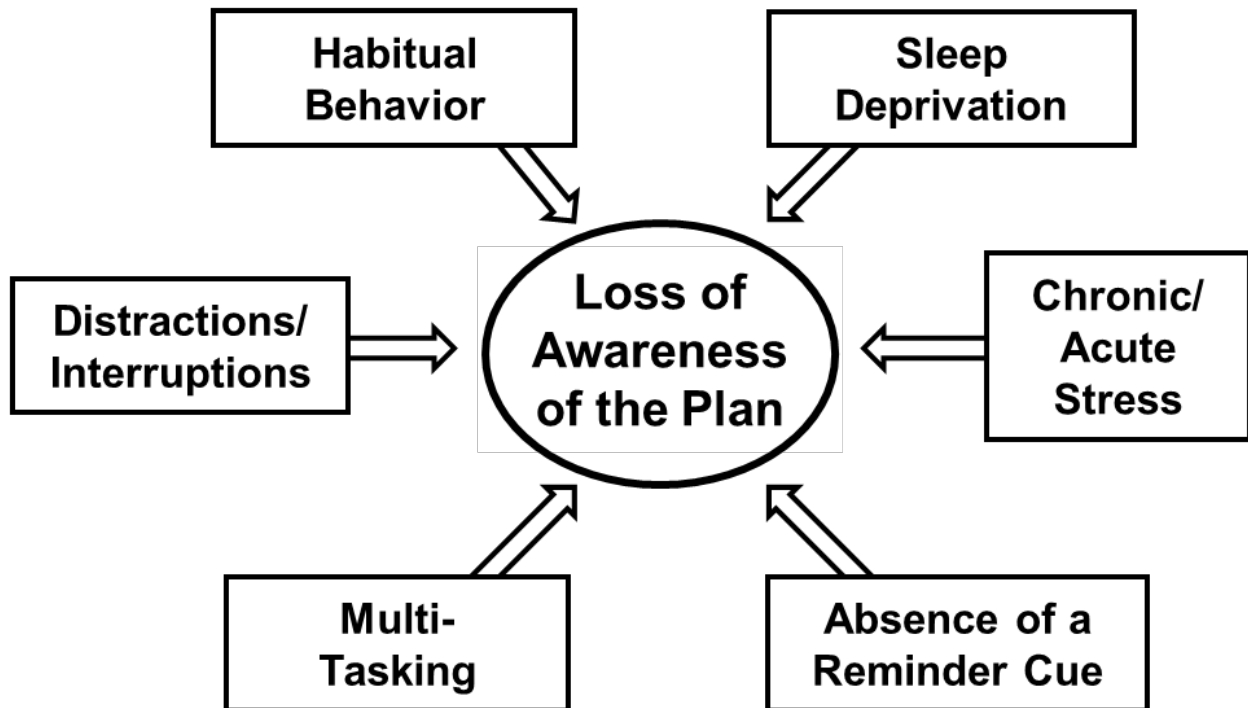 Habitual
Behavior
Sleep
Deprivation
Distractions/
Interruptions
Loss of
Awareness
of the Plan
Chronic/
Acute
Stress
Multi-
Tasking
Absence of a
Reminder Cue